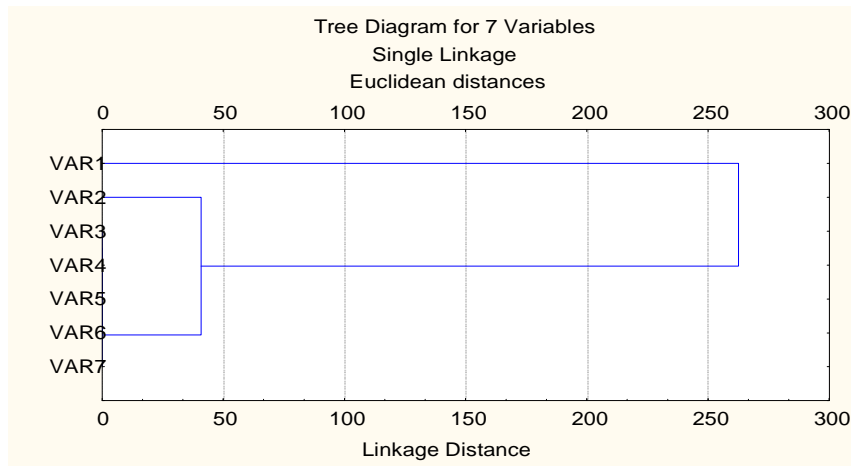 Tree Diagram for 7 Variables
Single Linkage
Euclidean distances
0 50 100 150 200 250 300
VAR1
VAR2
VAR3
VAR4
VAR5
VAR6
VAR7
0 50 100 150 200 250 300
Linkage Distance